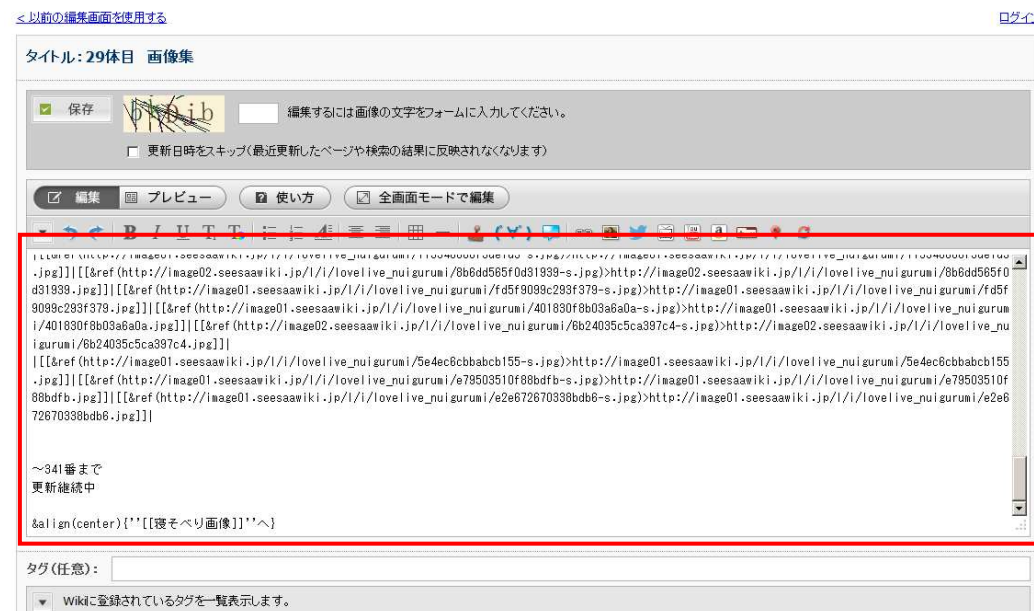 < 以前の編集画面を使用する
ログイン
タイトル：29体目 画像集
保存
編集するには画像の文字をフォームに入力してください。
更新日時をスキップ(最近更新したページや検索の結果に反映されなくなります)
編集 プレビュー 使い方 全画面モードで編集
.jpg]]|[[&ref(http://image02.seesaawiki.jp/l/i/lovelive_nuigurumi/8b6dd565f0d31939-s.jpg)>http://image02.seesaawiki.jp/l/i/lovelive_nuigurumi/8b6dd565f0
d31939.jpg]]|[[&ref(http://image01.seesaawiki.jp/l/i/lovelive_nuigurumi/fd5f9099c293f379-s.jpg)>http://image01.seesaawiki.jp/l/i/lovelive_nuigurumi/fd5f
9099c293f379.jpg]]|[[&ref(http://image01.seesaawiki.jp/l/i/lovelive_nuigurumi/401830f8b03a6a0a-s.jpg)>http://image01.seesaawiki.jp/l/i/lovelive_nuigurum
i/401830f8b03a6a0a.jpg]]|[[&ref(http://image02.seesaawiki.jp/l/i/lovelive_nuigurumi/6b24035c5ca397c4-s.jpg)>http://image02.seesaawiki.jp/l/i/lovelive_nu
igurumi/6b24035c5ca397c4.jpg]]|
|[[&ref(http://image01.seesaawiki.jp/l/i/lovelive_nuigurumi/5e4ec6cbbabcb155-s.jpg)>http://image01.seesaawiki.jp/l/i/lovelive_nuigurumi/5e4ec6cbbabcb155
.jpg]]|[[&ref(http://image01.seesaawiki.jp/l/i/lovelive_nuigurumi/e79503510f88bdfb-s.jpg)>http://image01.seesaawiki.jp/l/i/lovelive_nuigurumi/e79503510f
88bdfb.jpg]]|[[&ref(http://image01.seesaawiki.jp/l/i/lovelive_nuigurumi/e2e672670338bdb6-s.jpg)>http://image01.seesaawiki.jp/l/i/lovelive_nuigurumi/e2e6
72670338bdb6.jpg]]|
～341番まで
更新継続中
&align(center){''[[寝そべり画像]]''へ}
タグ(任意)：
Wikiに登録されているタグを一覧表示します。